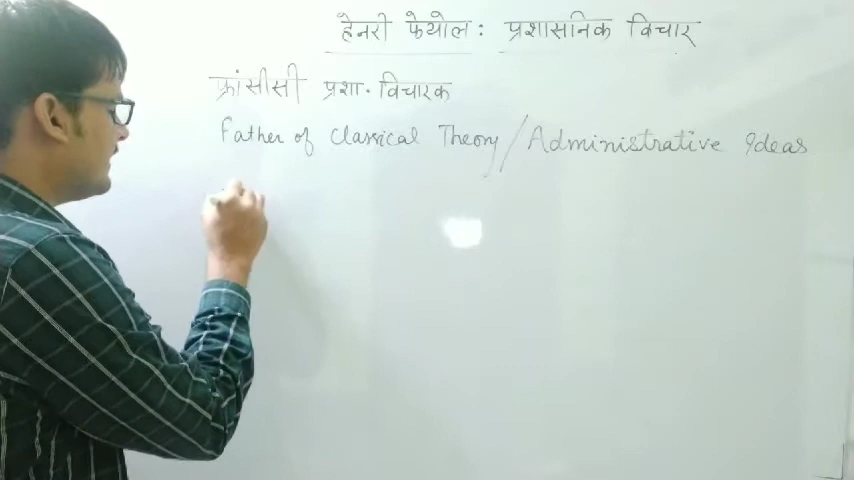 हेनरी फेयोल : प्रशासनिक विचार
फ्रांसीसी प्रशा. विचारक
Father of Classical Theory / Administrative Ideas